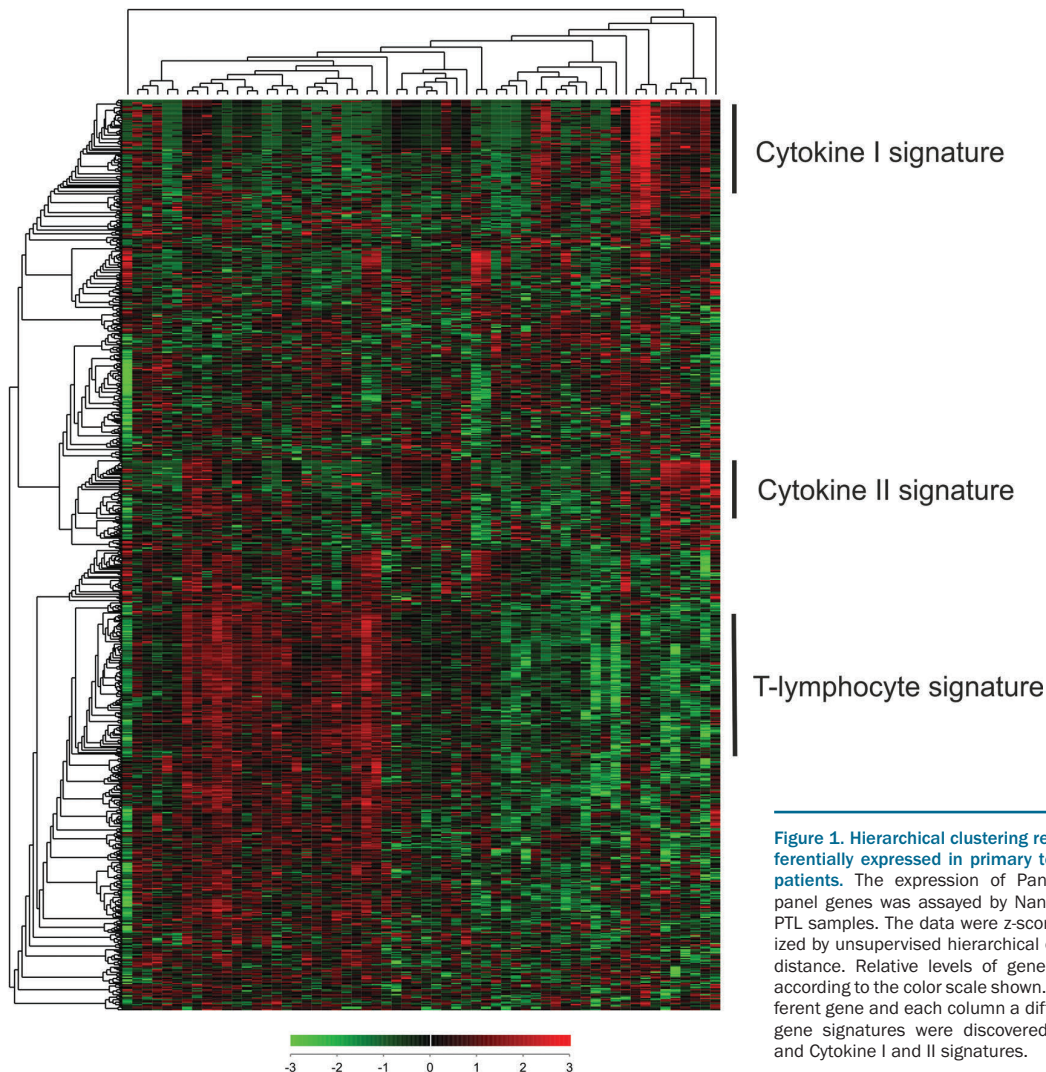 Cytokine I signature
Cytokine II signature
T-lymphocyte signature
Figure 1. Hierarchical clustering re
ferentially expressed in primary t
patients. The expression of Pan
panel genes was assayed by Nan
PTL samples. The data were z-scor
ized by unsupervised hierarchical
distance. Relative levels of gene
according to the color scale shown.
ferent gene and each column a dif
gene signatures were discovered
and Cytokine I and II signatures.
-3 -2 -1 0 1 2 3